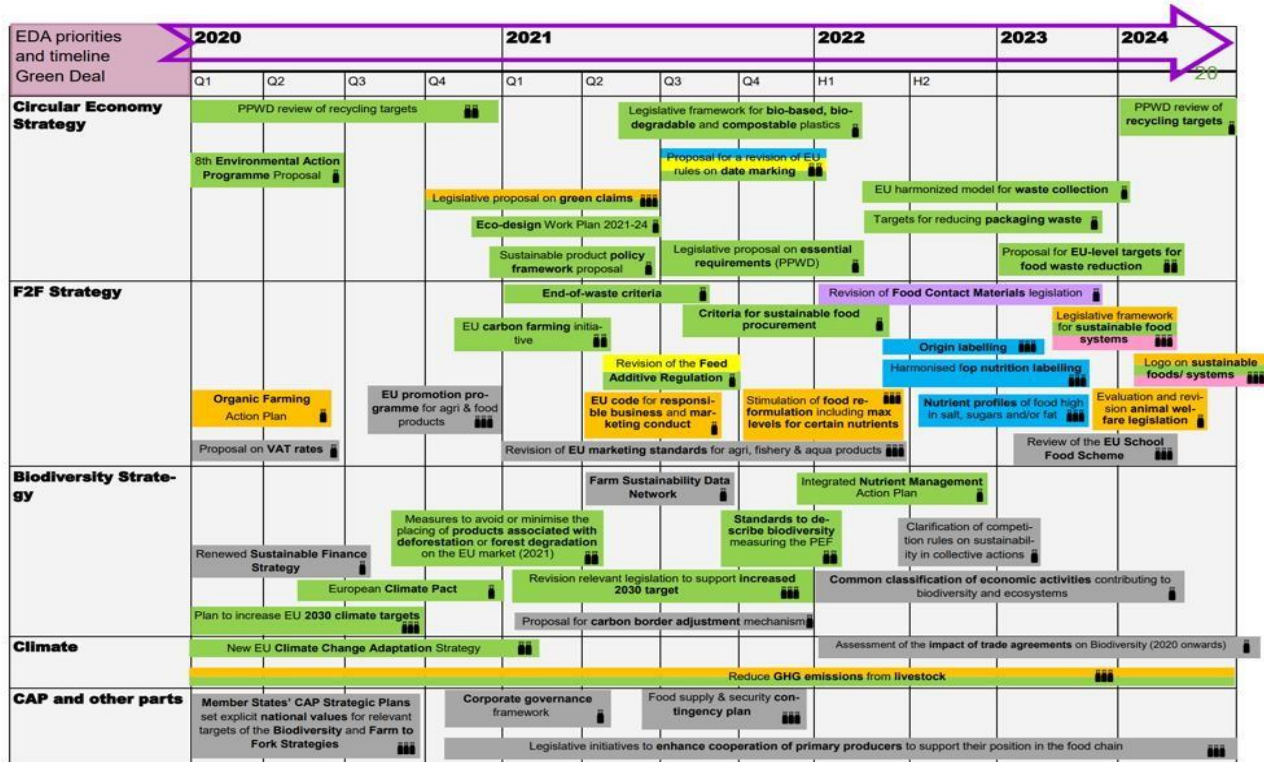 EDA priorities
and timeline
Green Deal
2020
2021
2022
2023
2024
20
Q1
Q2
Q3
Q4
Q1
Q2
Q3
Q4
H1
H2
Circular Economy
Strategy
PPWD review of recycling targets
Legislative framework for bio-based, bio-
degradable and compostable plastics
PPWD review of
recycling targets
8th Environmental Action
Programme Proposal
Proposal for a revision of EU
rules on date marking
Legislative proposal on green claims
EU harmonized model for waste collection
Eco-design Work Plan 2021-24
Targets for reducing packaging waste
Sustainable product policy
framework proposal
Legislative proposal on essential
requirements (PPWD)
Proposal for EU-level targets for
food waste reduction
F2F Strategy
End-of-waste criteria
Revision of Food Contact Materials legislation
EU carbon farming initia-
tive
Criteria for sustainable food
procurement
Legislative framework
for sustainable food
systems
Origin labelling
Revision of the Feed
Additive Regulation
Harmonised fop nutrition labelling
Logo on sustainable
foods/ systems
Organic Farming
Action Plan
EU promotion pro-
gramme for agri & food
products
EU code for respon-
sible business and mar-
keting conduct
Stimulation of food re-
formulation including max
levels for certain nutrients
Nutrient profiles of food high
in salt, sugars and/or fat
Evaluation and revi-
sion animal wel-
fare legislation
Proposal on VAT rates
Revision of EU marketing standards for agri, fishery & aqua products
Review of the EU School
Food Scheme
Biodiversity Strate-
gy
Farm Sustainability Data
Network
Integrated Nutrient Management
Action Plan
Measures to avoid or minimise the
placing of products associated with
deforestation or forest degradation
on the EU market (2021)
Standards to de-
scribe biodiversity
measuring the PEF
Clarification of competi-
tion rules on sustainabil-
ity in collective actions
Renewed Sustainable Finance
Strategy
European Climate Pact
Revision relevant legislation to support increased
2030 target
Common classification of economic activities contributing to
biodiversity and ecosystems
Plan to increase EU 2030 climate targets
Proposal for carbon border adjustment mechanism
Climate
New EU Climate Change Adaptation Strategy
Assessment of the impact of trade agreements on Biodiversity (2020 onwards)
Reduce GHG emissions from livestock
CAP and other parts
Member States' CAP Strategic Plans
set explicit national values for relevant
targets of the Biodiversity and Farm to
Fork Strategies
Corporate governance
framework
Food supply & security con-
tingency plan
Legislative initiatives to enhance cooperation of primary producers to support their position in the food chain